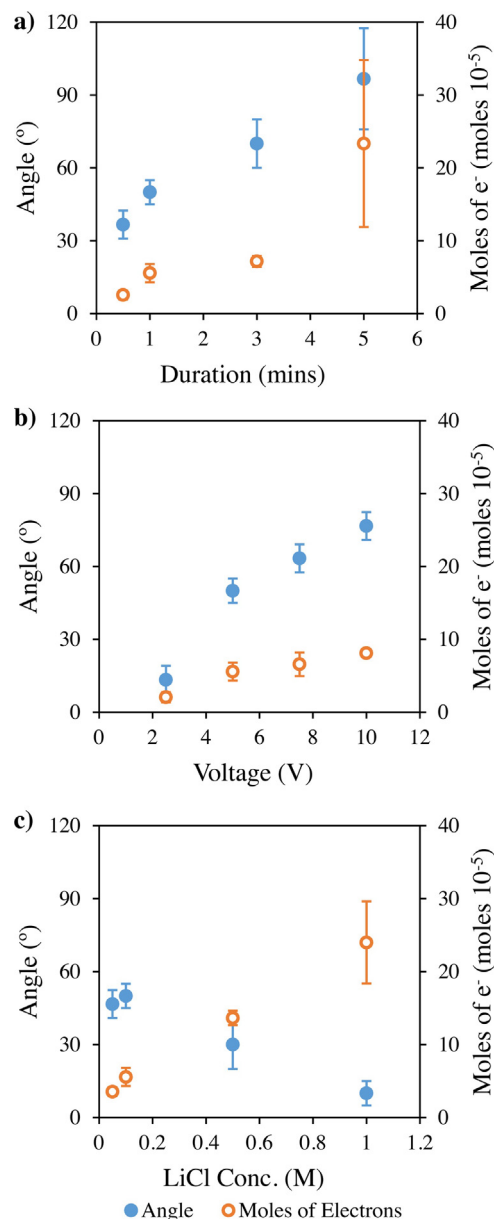 a)
120
90
60
30
0
Angle (°)
40
30
20
10
0
Moles of e- (moles 10-5)
0 1 2 3 4 5 6
Duration (mins)
b)
120
90
60
30
0
Angle (°)
40
30
20
10
0
Moles of e- (moles 10-5)
0 2 4 6 8 10 12
Voltage (V)
c)
120
90
60
30
0
Angle (°)
40
30
20
10
0
Moles of e- (moles 10-5)
0 0.2 0.4 0.6 0.8 1 1.2
LiCl Conc. (M)
Angle Moles of Electrons